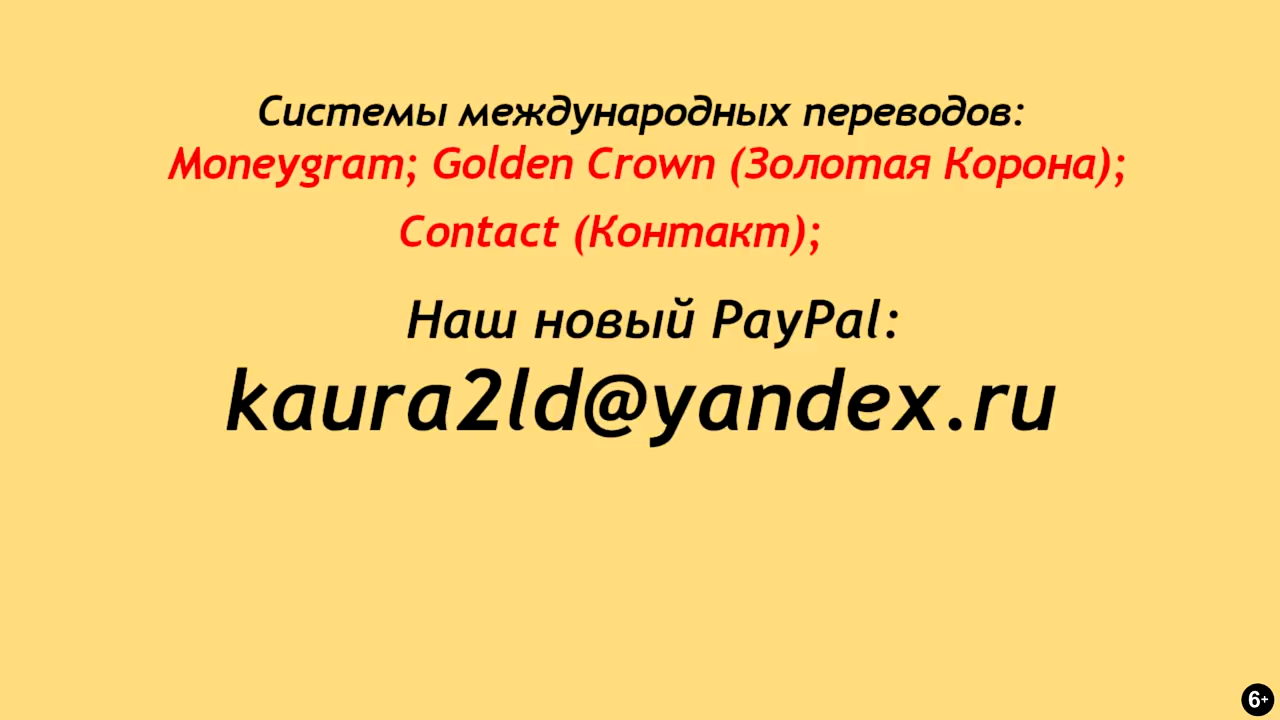 Системы международных переводов:
Moneygram; Golden Crown (Золотая Корона);
Contact (Контакт);
Наш новый PayPal:
kaura2ld@yandex.ru
6+